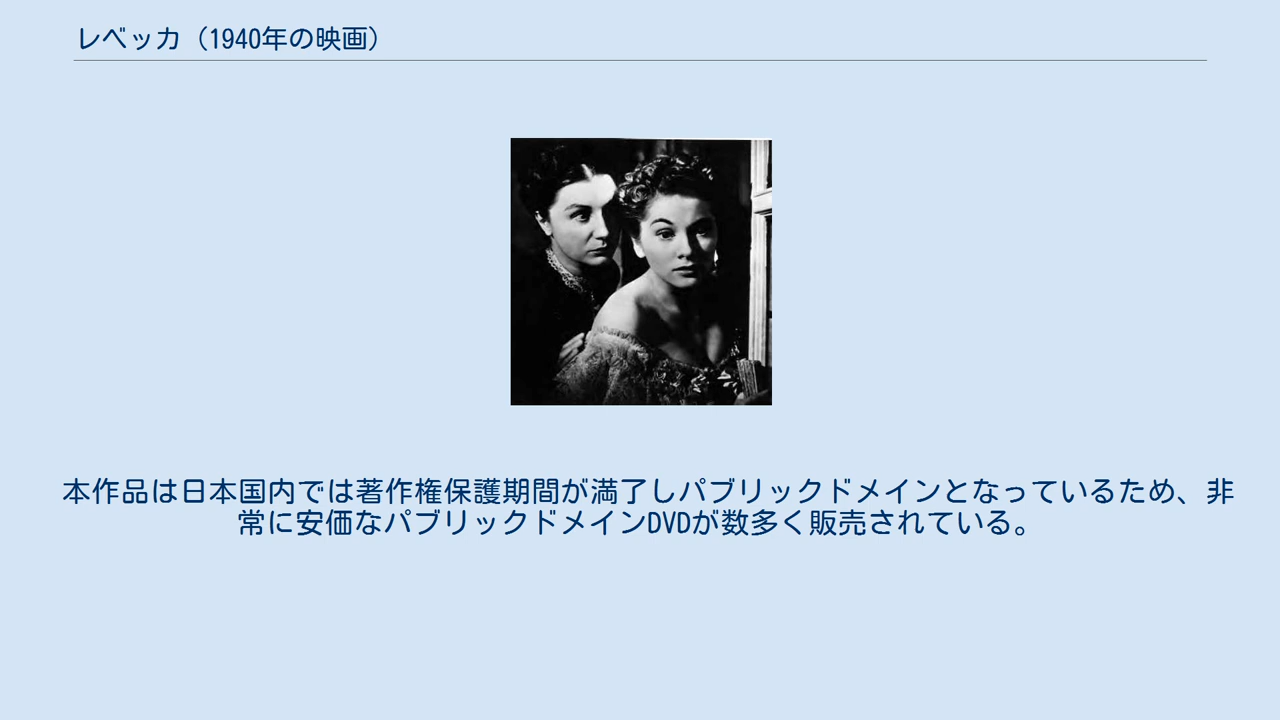 レベッカ（1940年の映画）
本作品は日本国内では著作権保護期間が満了しパブリックドメインとなっているため、非
常に安価なパブリックドメインDVDが数多く販売されている。